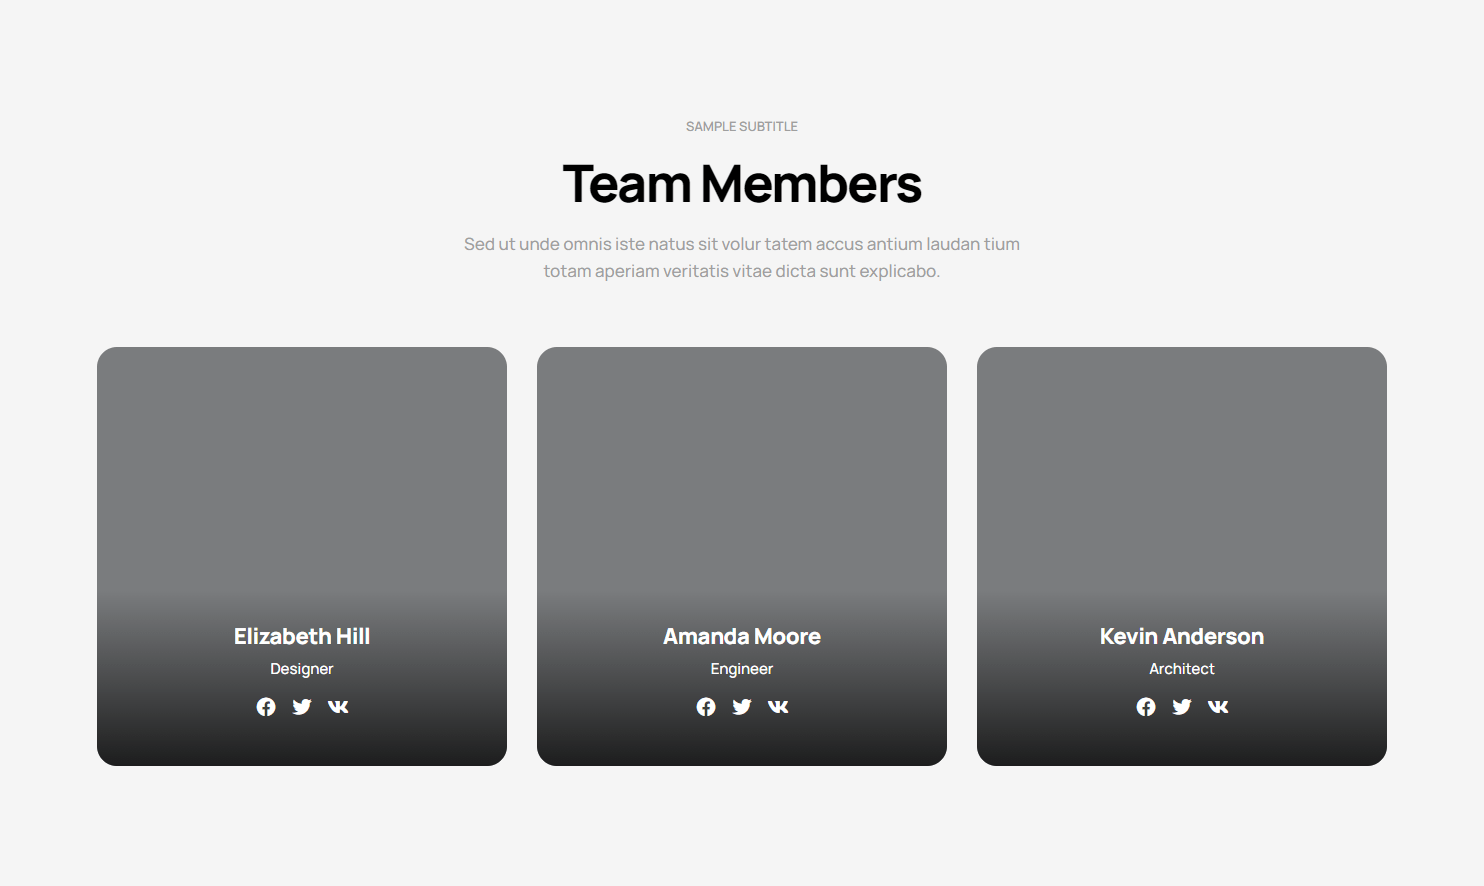 SAMPLE SUBTITLE
Team Members
Sed ut unde omnis iste natus sit volur tatem accus antium laudan tium
totam aperiam veritatis vitae dicta sunt explicabo.
Elizabeth Hill
Designer
Amanda Moore
Engineer
Kevin Anderson
Architect